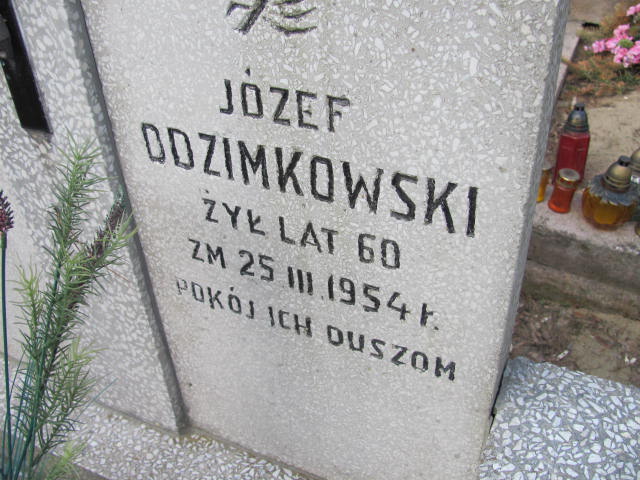 JÓZEF
ODZIMKOWSKI
ŻYŁ LAT 60
ZM 25 III. 1954 r.
POKÓJ ICH DUSZOM